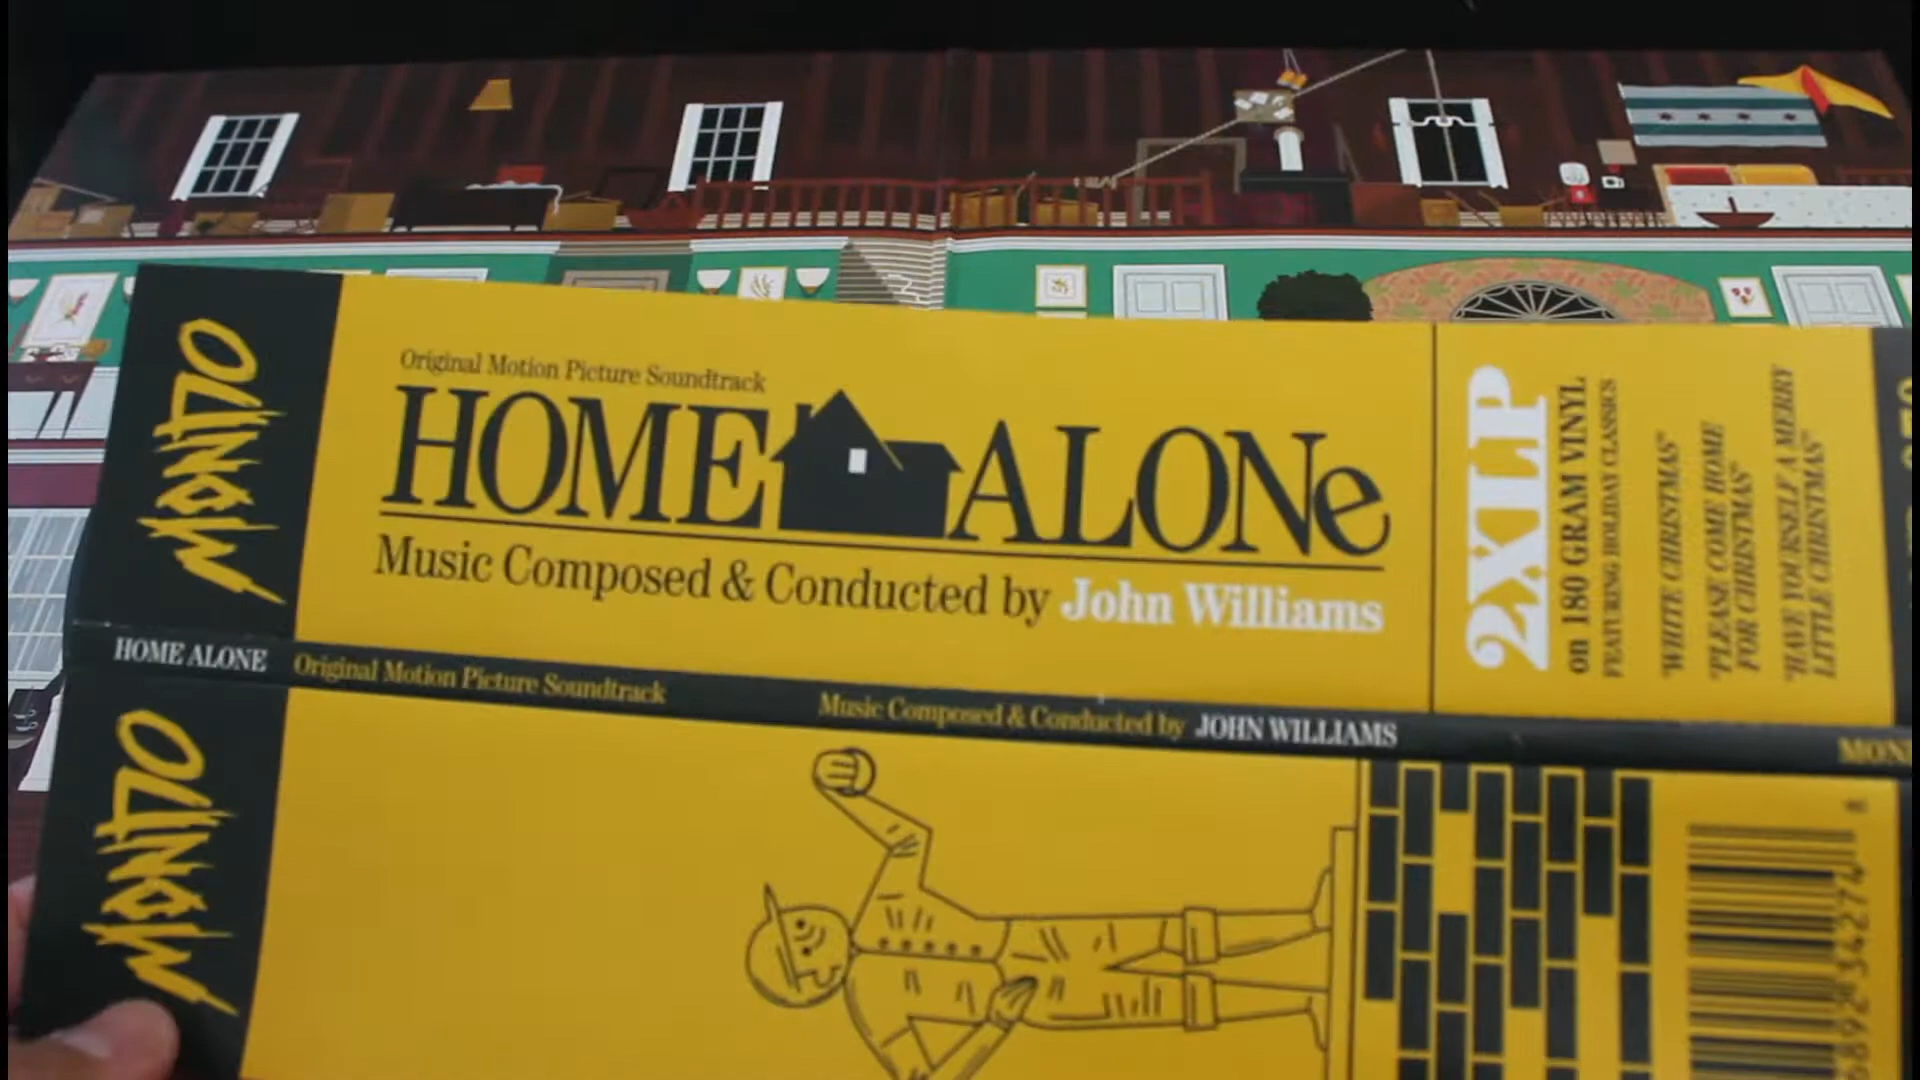 MONDO
Original Motion Picture Soundtrack
HOME ALONe
Music Composed & Conducted by John Williams
2XLP
on 180 GRAM VINYL
FEATURING HOLIDAY CLASSICS
"WHITE CHRISTMAS"
"PLEASE COME HOME
FOR CHRISTMAS"
"HAVE YOURSELF A MERRY
LITTLE CHRISTMAS"
HOME ALONE Original Motion Picture Soundtrack Music Composed & Conducted by JOHN WILLIAMS
MONDO